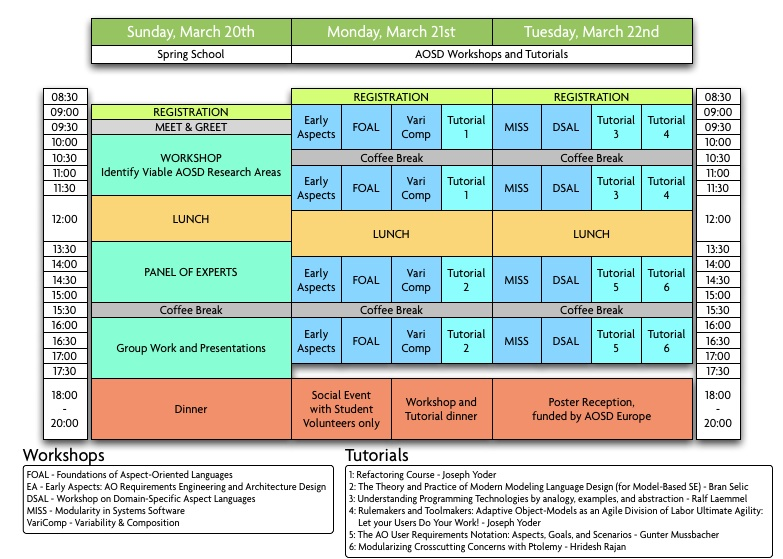 Sunday, March 20th Monday, March 21st Tuesday, March 22nd
Spring School AOSD Workshops and Tutorials
08:30 REGISTRATION REGISTRATION 08:30
09:00 REGISTRATION 09:00
09:30 MEET & GREET Early Aspects FOAL Vari Comp Tutorial 1 MISS DSAL Tutorial 3 Tutorial 4 09:30
10:00 10:00
10:30 WORKSHOP Coffee Break Coffee Break 10:30
11:00 Identify Viable AOSD Research Areas 11:00
11:30 Early Aspects FOAL Vari Comp Tutorial 1 MISS DSAL Tutorial 3 Tutorial 4 11:30
12:00 LUNCH LUNCH LUNCH 12:00
13:30 13:30
14:00 PANEL OF EXPERTS 14:00
14:30 Early Aspects FOAL Vari Comp Tutorial 2 MISS DSAL Tutorial 5 Tutorial 6 14:30
15:00 15:00
15:30 Coffee Break Coffee Break Coffee Break 15:30
16:00 16:00
16:30 Group Work and Presentations Early Aspects FOAL Vari Comp Tutorial 2 MISS DSAL Tutorial 5 Tutorial 6 16:30
17:00 17:00
17:30 17:30
18:00 - 20:00 Dinner Social Event with Student Volunteers only Workshop and Tutorial dinner Poster Reception, funded by AOSD Europe 18:00 - 20:00
Workshops
FOAL - Foundations of Aspect-Oriented Languages
EA - Early Aspects: AO Requirements Engineering and Architecture Design
DSAL - Workshop on Domain-Specific Aspect Languages
MISS - Modularity in Systems Software
VariComp - Variability & Composition
Tutorials
1: Refactoring Course - Joseph Yoder
2: The Theory and Practice of Modern Modeling Language Design (for Model-Based SE) - Bran Selic
3: Understanding Programming Technologies by analogy, examples, and abstraction - Ralf Laemmel
4: Rulemakers and Toolmakers: Adaptive Object-Models as an Agile Division of Labor Ultimate Agility:
Let your Users Do Your Work! - Joseph Yoder
5: The AO User Requirements Notation: Aspects, Goals, and Scenarios - Gunter Mussbacher
6: Modularizing Crosscutting Concerns with Ptolemy - Hridesh Rajan